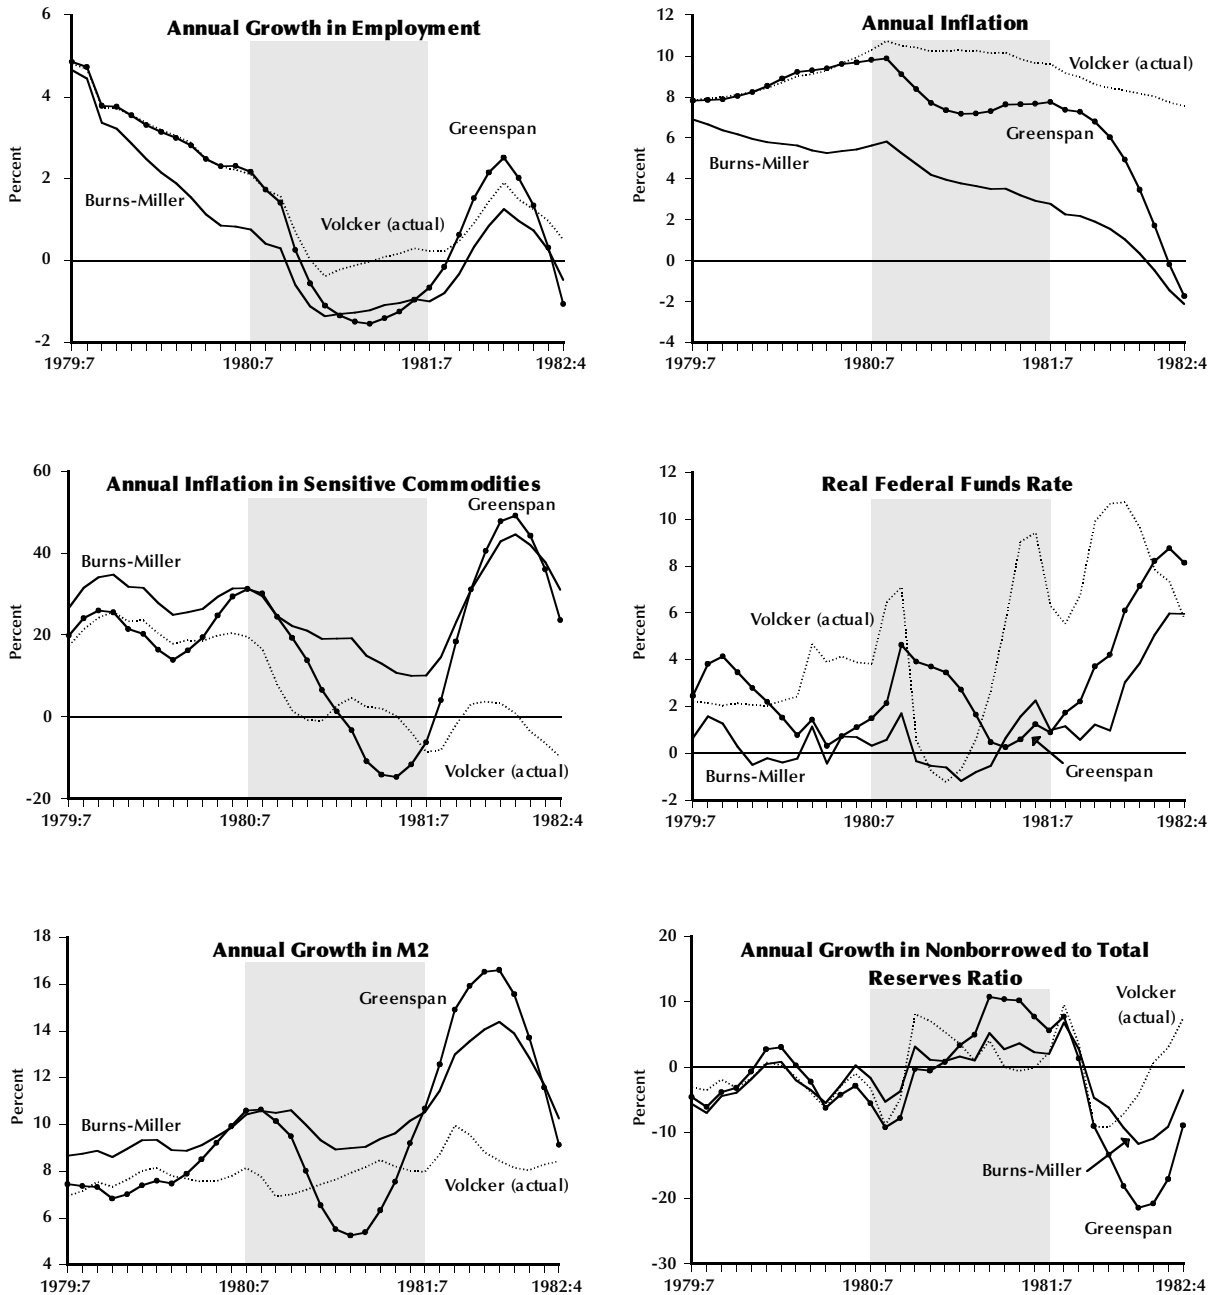 Annual Growth in Employment
6
4
2
0
-2
Percent
Burns-Miller
Greenspan
Volcker (actual)
1979:7
1980:7
1981:7
1982:4
Annual Inflation
12
10
8
6
4
2
0
-2
-4
Percent
Volcker (actual)
Greenspan
Burns-Miller
1979:7
1980:7
1981:7
1982:4
Annual Inflation in Sensitive Commodities
60
40
20
0
-20
Percent
Greenspan
Burns-Miller
Volcker (actual)
1979:7
1980:7
1981:7
1982:4
Real Federal Funds Rate
12
10
8
6
4
2
0
-2
Percent
Volcker (actual)
Burns-Miller
Greenspan
1979:7
1980:7
1981:7
1982:4
Annual Growth in M2
18
16
14
12
10
8
6
4
Percent
Greenspan
Burns-Miller
Volcker (actual)
1979:7
1980:7
1981:7
1982:4
Annual Growth in Nonborrowed to Total
Reserves Ratio
20
10
0
-10
-20
-30
Percent
Volcker
(actual)
Burns-Miller
Greenspan
1979:7
1980:7
1981:7
1982:4